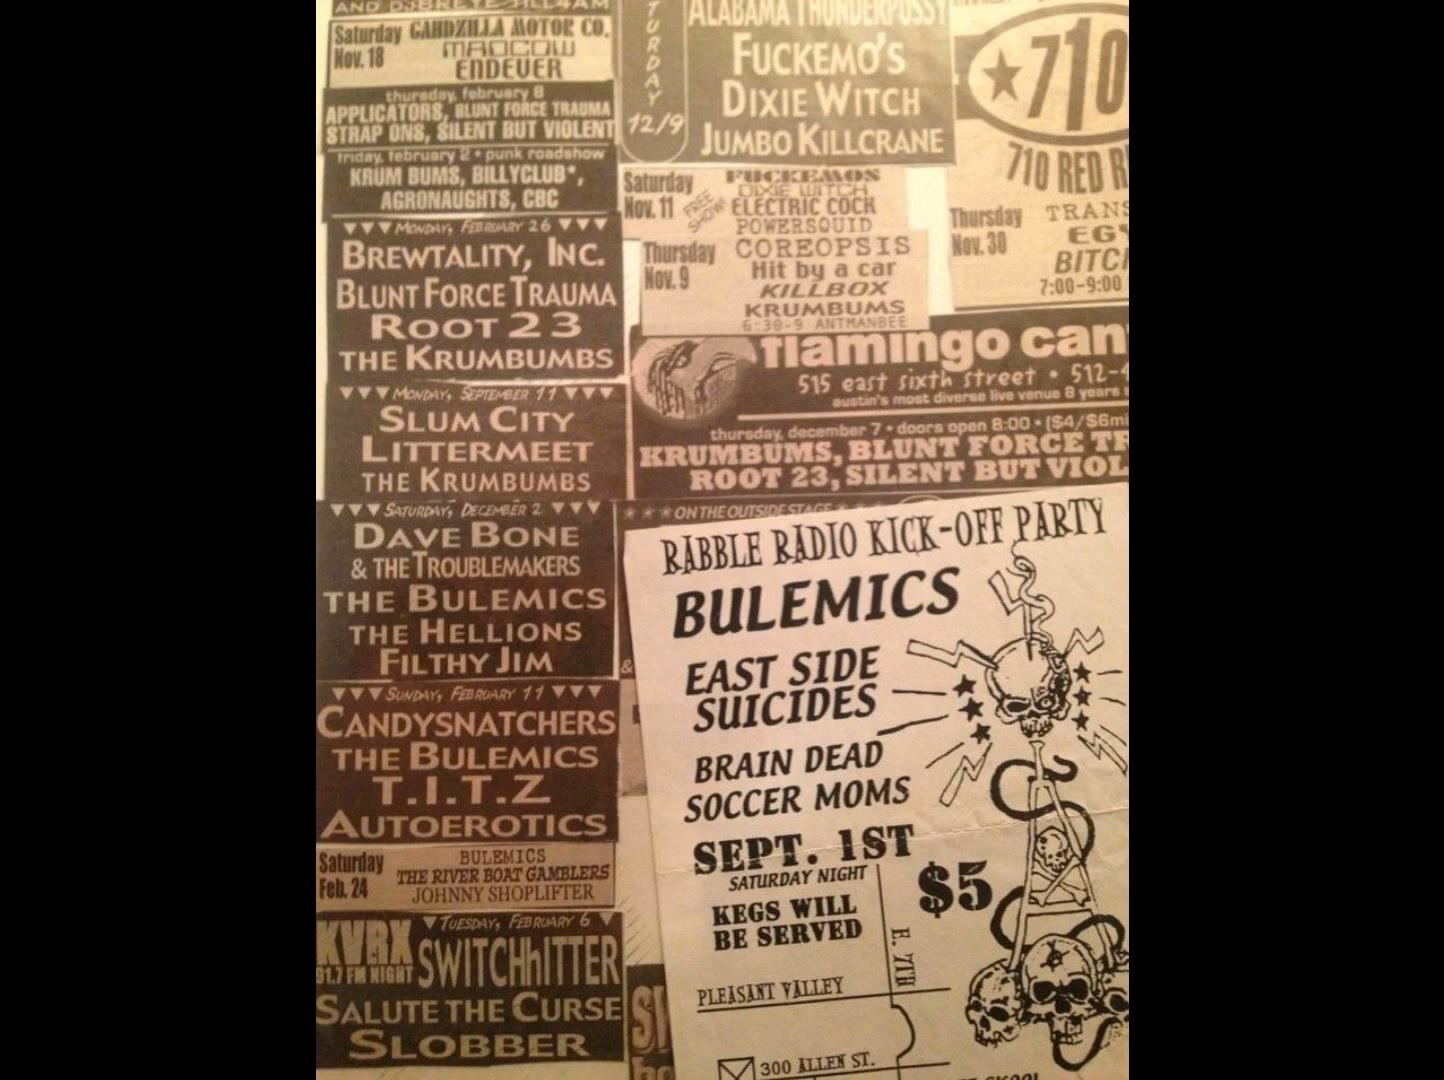 AND DJBREYE TILL4AM
Saturday
Nov. 18
GAHDZILLA MOTOR CO.
MADCOW
ENDEVER
thursday, february 8
APPLICATORS, BLUNT FORCE TRAUMA
STRAP ONS, SILENT BUT VIOLENT
friday, february 2 • punk roadshow
KRUM BUMS, BILLYCLUB*,
AGRONAUGHTS, CBC
MONDAY, FEBRUARY 26
BREWTALITY, INC.
BLUNT FORCE TRAUMA
ROOT 23
THE KRUMBUMBS
MONDAY, SEPTEMBER 11
SLUM CITY
LITTERMEET
THE KRUMBUMBS
SATURDAY, DECEMBER 2
DAVE BONE
& THE TROUBLEMAKERS
THE BULEMICS
THE HELLIONS
FILTHY JIM
SUNDAY, FEBRUARY 11
CANDYSNATCHERS
THE BULEMICS
T.I.T.Z
AUTOEROTICS
Saturday
Feb. 24
BULEMICS
THE RIVER BOAT GAMBLERS
JOHNNY SHOPLIFTER
KVRX
91.7 FM NIGHT
TUESDAY, FEBRUARY 6
SWITCHhITTER
SALUTE THE CURSE
SLOBBER
TURDAY
12/9
ALABAMA THUNDERPUSSY
FUCKEMO'S
DIXIE WITCH
JUMBO KILLCRANE
Saturday
Nov. 11
FREE SHOW!
FUCKEMOS
DIXIE WITCH
ELECTRIC COCK
POWERSQUID
Thursday
Nov. 9
COREOPSIS
Hit by a car
KILLBOX
KRUMBUMS
6:30-9 ANTMANBEE
710
710 RED R
Thursday
Nov. 30
TRANS
EGY
BITC
7:00-9:00
flamingo can
515 east sixth street • 512-4
austin's most diverse live venue 8 years
thursday, december 7 • doors open 8:00 • ($4/$6mi
KRUMBUMS, BLUNT FORCE TR
ROOT 23, SILENT BUT VIOL
ON THE OUTSIDE STAGE
RABBLE RADIO KICK-OFF PARTY
BULEMICS
EAST SIDE
SUICIDES
BRAIN DEAD
SOCCER MOMS
SEPT. 1ST
SATURDAY NIGHT
$5
KEGS WILL
BE SERVED
E. 7TH
PLEASANT VALLEY
300 ALLEN ST.